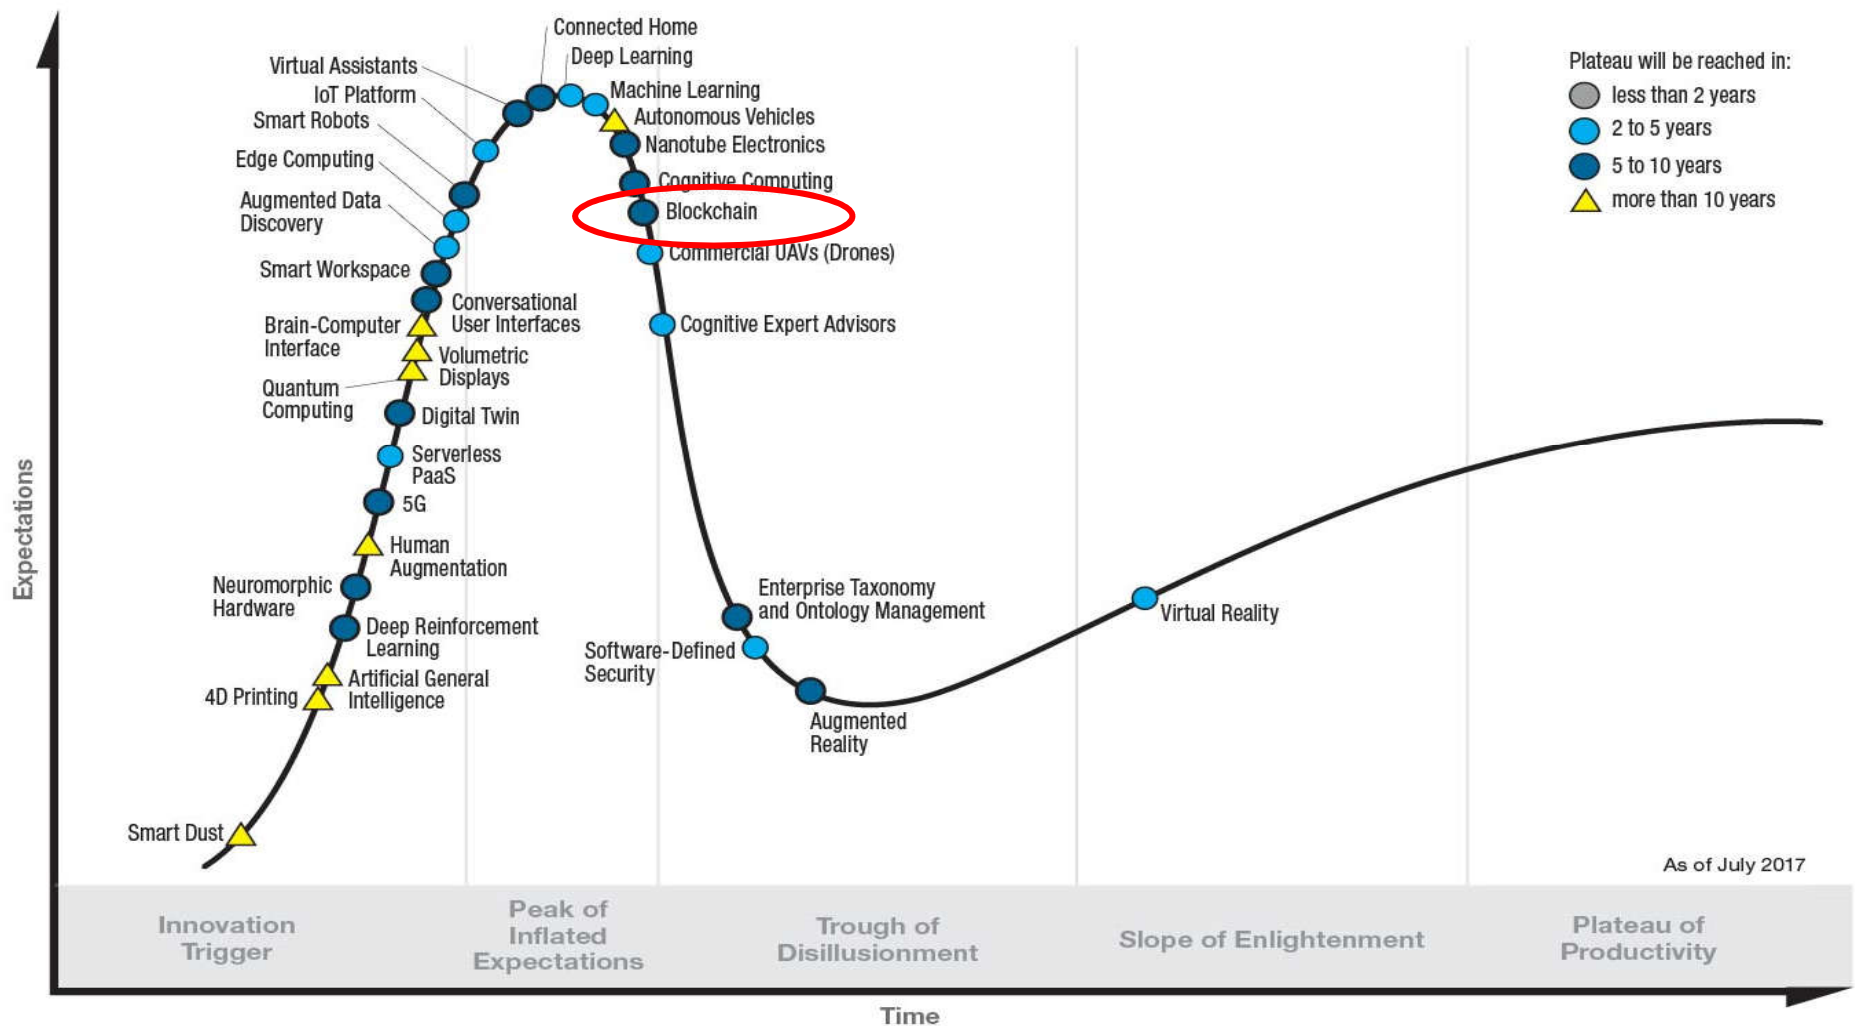 Connected Home
Deep Learning
Virtual Assistants
Machine Learning
IoT Platform
Autonomous Vehicles
Smart Robots
Nanotube Electronics
Edge Computing
Cognitive Computing
Augmented Data
Discovery
Blockchain
Commercial UAVs (Drones)
Smart Workspace
Conversational
User Interfaces
Cognitive Expert Advisors
Brain-Computer
Interface
Volumetric
Displays
Quantum
Computing
Digital Twin
Serverless
PaaS
5G
Human
Augmentation
Neuromorphic
Hardware
Deep Reinforcement
Learning
Artificial General
Intelligence
4D Printing
Smart Dust
Enterprise Taxonomy
and Ontology Management
Software-Defined
Security
Augmented
Reality
Virtual Reality
Plateau will be reached in:
less than 2 years
2 to 5 years
5 to 10 years
more than 10 years
As of July 2017
Expectations
Innovation
Trigger
Peak of
Inflated
Expectations
Trough of
Disillusionment
Slope of Enlightenment
Plateau of
Productivity
Time